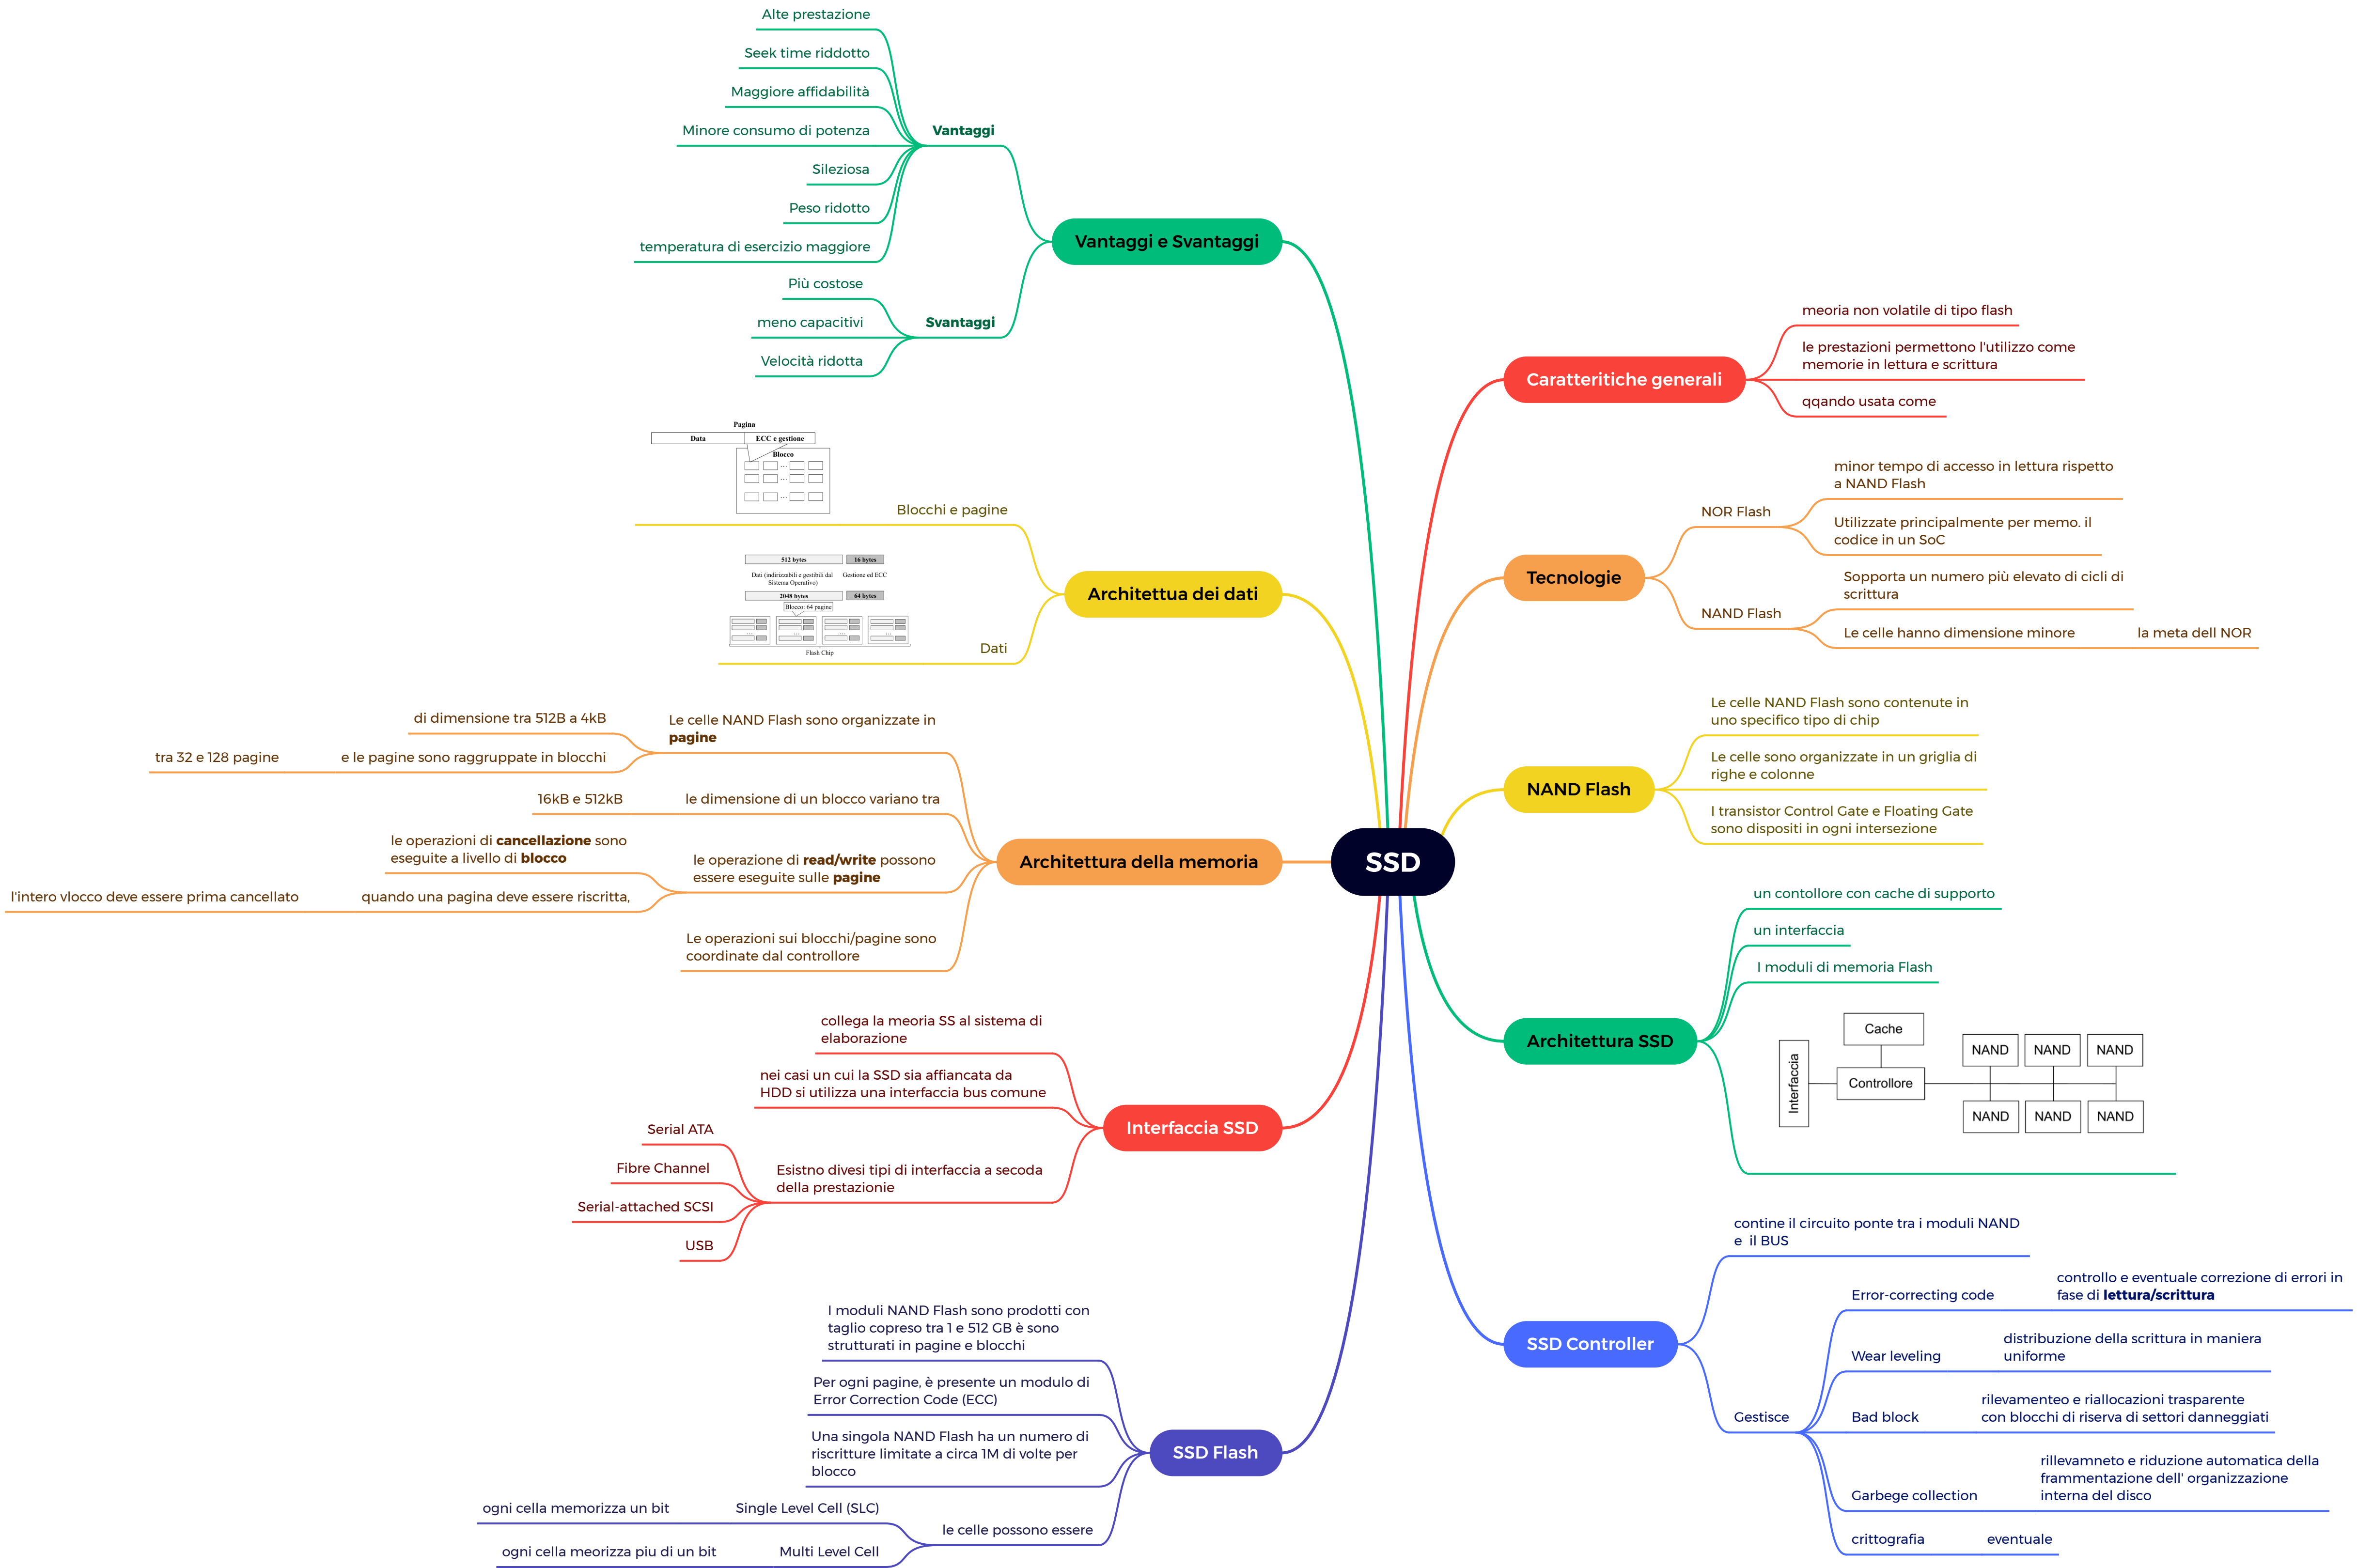 SSD
Caratteritiche generali
meoria non volatile di tipo flash
le prestazioni permettono l'utilizzo come
memorie in lettura e scrittura
qqando usata come
Tecnologie
NOR Flash
minor tempo di accesso in lettura rispetto
a NAND Flash
Utilizzate principalmente per memo. il
codice in un SoC
NAND Flash
Sopporta un numero più elevato di cicli di
scrittura
Le celle hanno dimensione minore
la meta dell NOR
NAND Flash
Le celle NAND Flash sono contenute in
uno specifico tipo di chip
Le celle sono organizzate in un griglia di
righe e colonne
I transistor Control Gate e Floating Gate
sono dispositi in ogni intersezione
Architettura SSD
un contollore con cache di supporto
un interfaccia
I moduli di memoria Flash
Interfaccia
Cache
Controllore
NAND
NAND
NAND
NAND
NAND
NAND
SSD Controller
contine il circuito ponte tra i moduli NAND
e  il BUS
Gestisce
Error-correcting code
controllo e eventuale correzione di errori in
fase di lettura/scrittura
Wear leveling
distribuzione della scrittura in maniera
uniforme
Bad block
rilevamenteo e riallocazioni trasparente
con blocchi di riserva di settori danneggiati
Garbege collection
rillevamneto e riduzione automatica della
frammentazione dell' organizzazione
interna del disco
crittografia
eventuale
Vantaggi e Svantaggi
Vantaggi
Alte prestazione
Seek time riddotto
Maggiore affidabilità
Minore consumo di potenza
Sileziosa
Peso ridotto
temperatura di esercizio maggiore
Svantaggi
Più costose
meno capacitivi
Velocità ridotta
Architettua dei dati
Blocchi e pagine
Pagina
Data
ECC e gestione
Blocco
...
...
...
Dati
512 bytes
16 bytes
Dati (indirizzabili e gestibili dal
Sistema Operativo)
Gestione ed ECC
2048 bytes
64 bytes
Blocco: 64 pagine
...
...
...
...
Flash Chip
Architettura della memoria
Le celle NAND Flash sono organizzate in
pagine
di dimensione tra 512B a 4kB
e le pagine sono raggruppate in blocchi
tra 32 e 128 pagine
le dimensione di un blocco variano tra
16kB e 512kB
le operazione di read/write possono
essere eseguite sulle pagine
le operazioni di cancellazione sono
eseguite a livello di blocco
quando una pagina deve essere riscritta,
l'intero vlocco deve essere prima cancellato
Le operazioni sui blocchi/pagine sono
coordinate dal controllore
Interfaccia SSD
collega la meoria SS al sistema di
elaborazione
nei casi un cui la SSD sia affiancata da
HDD si utilizza una interfaccia bus comune
Esistno divesi tipi di interfaccia a secoda
della prestazionie
Serial ATA
Fibre Channel
Serial-attached SCSI
USB
SSD Flash
I moduli NAND Flash sono prodotti con
taglio copreso tra 1 e 512 GB è sono
strutturati in pagine e blocchi
Per ogni pagine, è presente un modulo di
Error Correction Code (ECC)
Una singola NAND Flash ha un numero di
riscritture limitate a circa 1M di volte per
blocco
le celle possono essere
Single Level Cell (SLC)
ogni cella memorizza un bit
Multi Level Cell
ogni cella meorizza piu di un bit